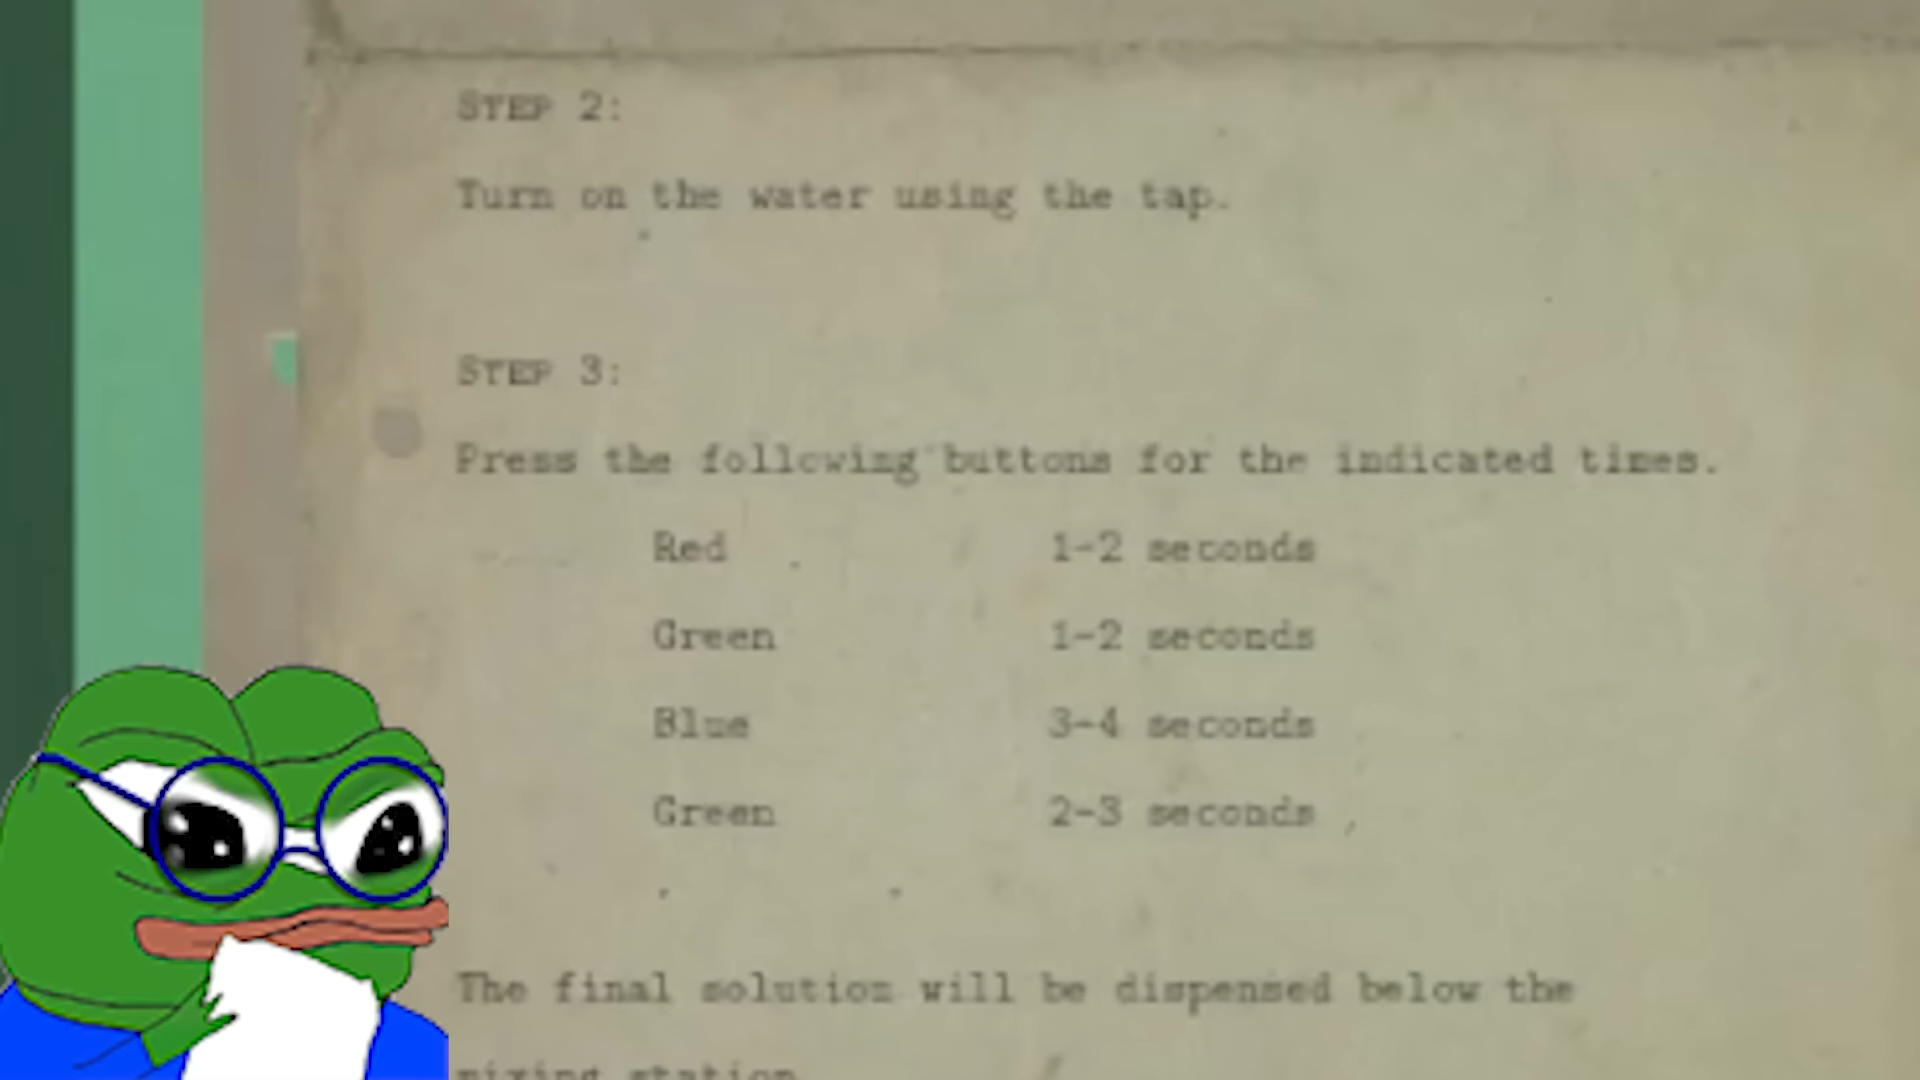 STEP 2:
Turn on the water using the tap.
STEP 3:
Press the following buttons for the indicated times.
Red 1-2 seconds
Green 1-2 seconds
Blue 3-4 seconds
Green 2-3 seconds
The final solution will be dispensed below the
mixing station